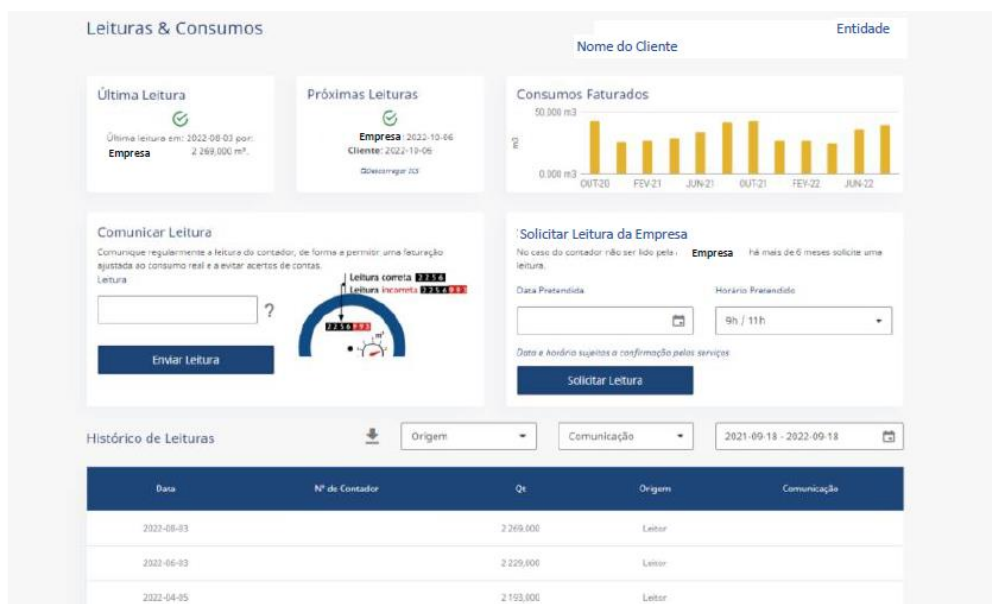 Leituras & Consumos
Entidade
Nome do Cliente
Última Leitura
Última leitura em: 2022-08-03 por:
Empresa 2 269,000 m³.
Próximas Leituras
Empresa: 2022-10-06
Cliente: 2022-10-06
Descarregar ICS
Consumos Faturados
50.000 m3
m3
0.000 m3
OUT-20 FEV-21 JUN-21 OUT-21 FEV-22 JUN-22
Comunicar Leitura
Comunique regularmente a leitura do contador, de forma a permitir uma faturação
ajustada ao consumo real e a evitar acertos de contas.
Leitura
?
Enviar Leitura
Leitura correta 2256
Leitura incorreta 2256993
2256993
m³
Solicitar Leitura da Empresa
No caso do contador não ser lido pela Empresa há mais de 6 meses solicite uma
leitura.
Data Pretendida Horário Pretendido
9h / 11h
Data e horário sujeitos a confirmação pelos serviços
Solicitar Leitura
Histórico de Leituras Origem Comunicação 2021-09-18 - 2022-09-18
Data Nº de Contador Qt Origem Comunicação
2022-08-03 2 269,000 Leitor
2022-06-03 2 229,000 Leitor
2022-04-05 2 193,000 Leitor